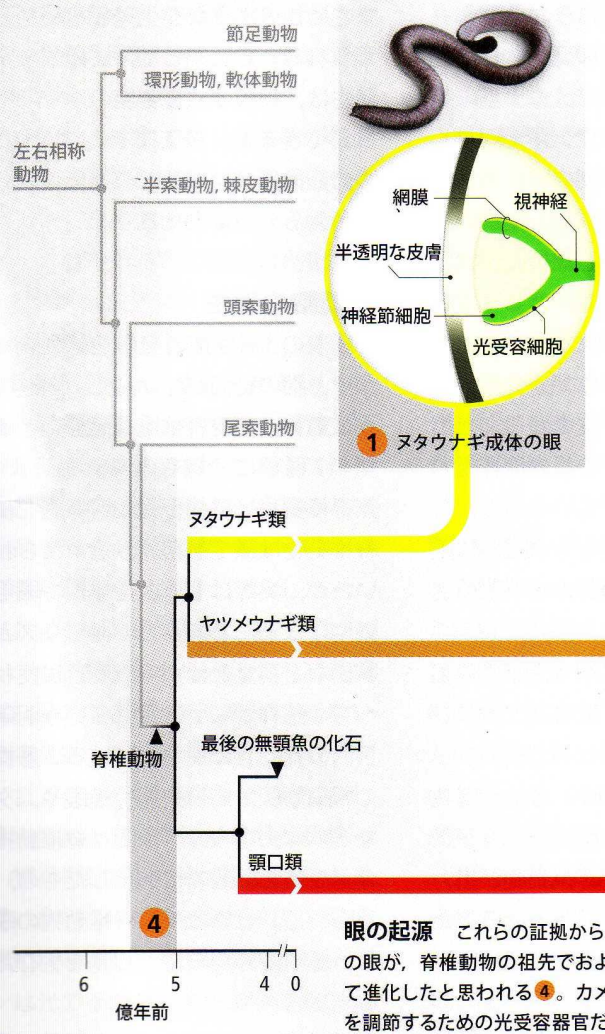 節足動物
環形動物,軟体動物
左右相称
動物
半索動物,棘皮動物
頭索動物
尾索動物
網膜
視神経
半透明な皮膚
神経節細胞
光受容細胞
1 ヌタウナギ成体の眼
ヌタウナギ類
ヤツメウナギ類
脊椎動物
最後の無顎魚の化石
顎口類
4
6 5 4 0
億年前
眼の起源 これらの証拠から
の眼が,脊椎動物の祖先でおよ
て進化したと思われる4。カメ
を調節するための光受容器官だ